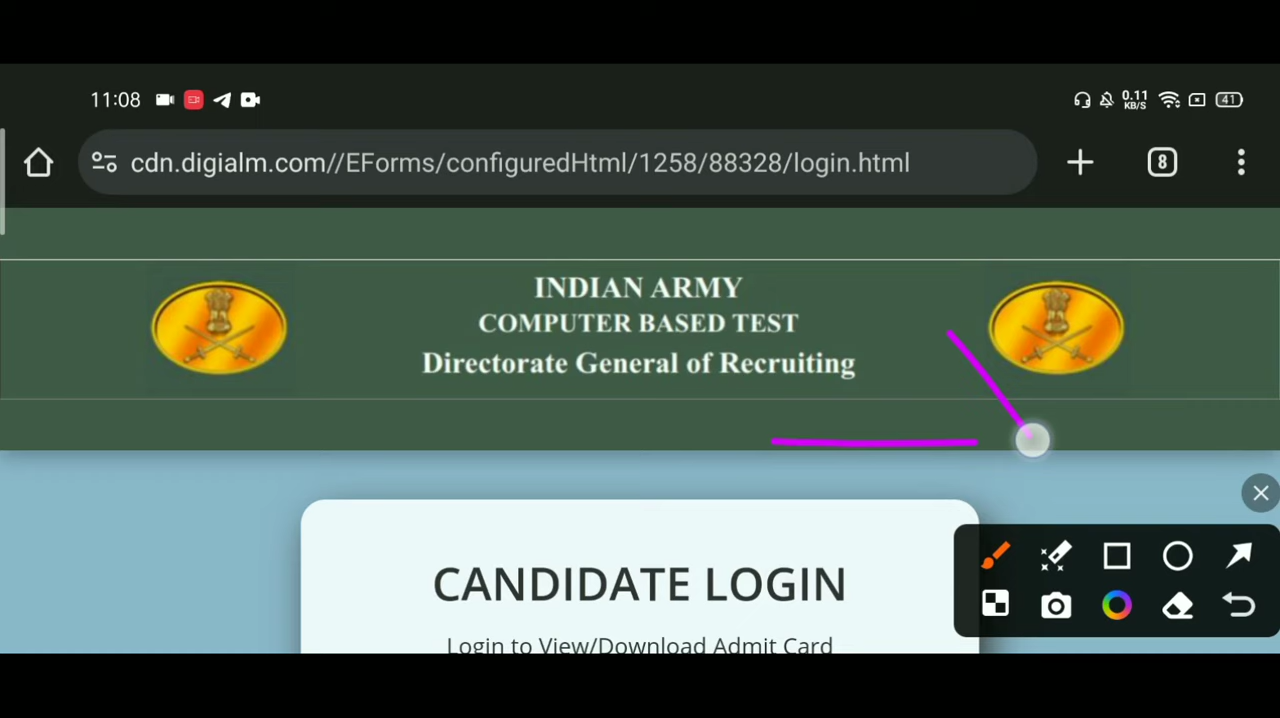 11:08
0.11
KB/S
41
cdn.digialm.com//EForms/configuredHtml/1258/88328/login.html
8
INDIAN ARMY
COMPUTER BASED TEST
Directorate General of Recruiting
CANDIDATE LOGIN
Login to View/Download Admit Card